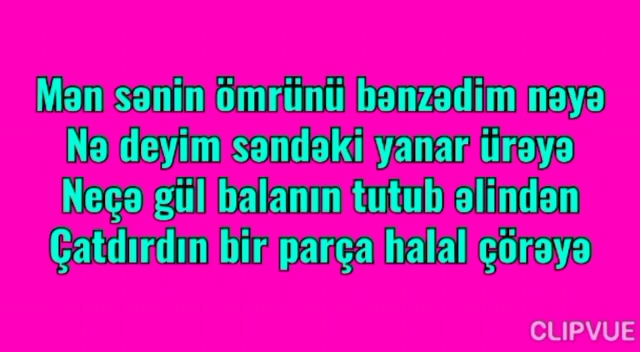 Mən sənin ömrünü bənzədim nəyə
Nə deyim səndəki yanar ürəyə
Neçə gül balanın tutub əlindən
Çatdırdın bir parça halal çörəyə
CLIPVUE